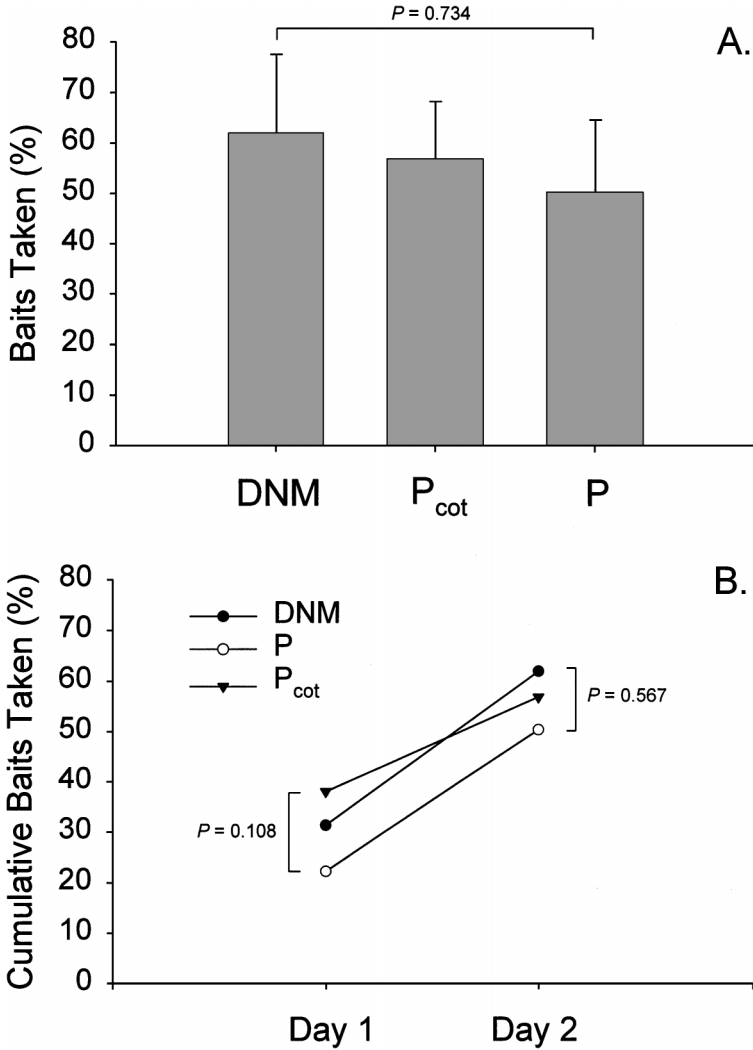 P = 0.734
A.
80
70
60
50
40
30
20
10
0
Baits Taken (%)
DNM
Pcot
P
B.
80
70
60
50
40
30
20
10
0
Cumulative Baits Taken (%)
DNM
P
Pcot
P = 0.567
P = 0.108
Day 1
Day 2